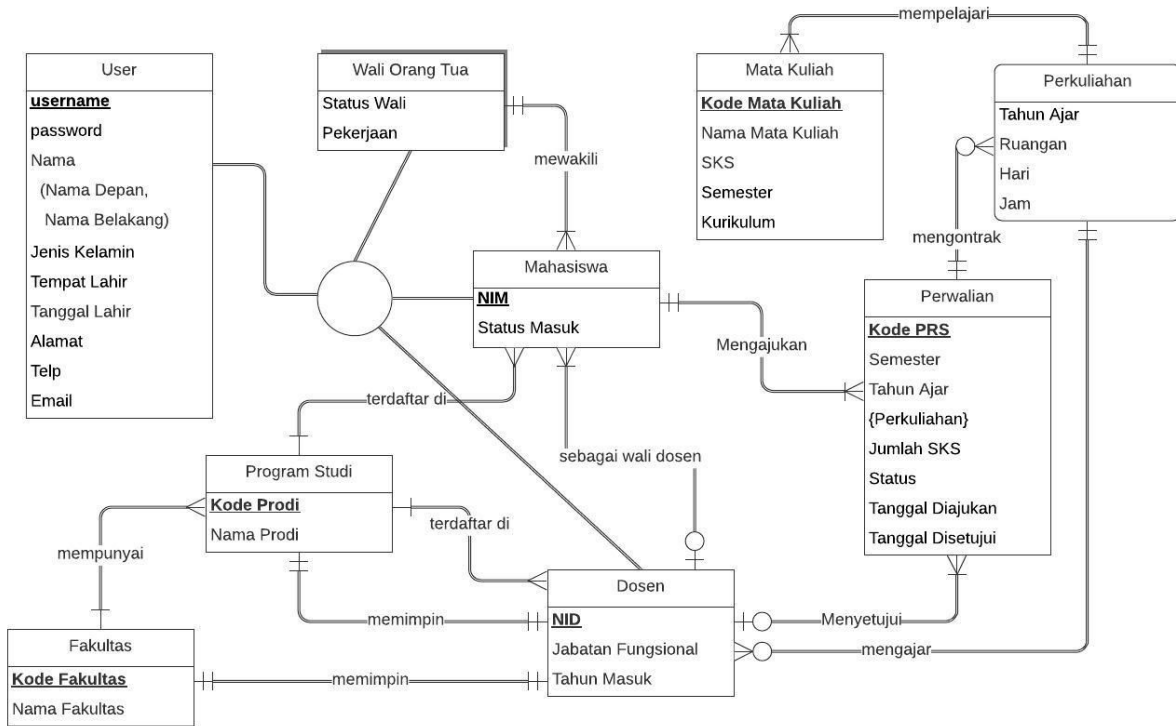 mempelajari
User
username
password
Nama
(Nama Depan,
Nama Belakang)
Jenis Kelamin
Tempat Lahir
Tanggal Lahir
Alamat
Telp
Email
Wali Orang Tua
Status Wali
Pekerjaan
mewakili
Mata Kuliah
Kode Mata Kuliah
Nama Mata Kuliah
SKS
Semester
Kurikulum
Perkuliahan
Tahun Ajar
Ruangan
Hari
Jam
mengontrak
Mahasiswa
NIM
Status Masuk
Mengajukan
Perwalian
Kode PRS
Semester
Tahun Ajar
{Perkuliahan}
Jumlah SKS
Status
Tanggal Diajukan
Tanggal Disetujui
terdaftar di
sebagai wali dosen
Program Studi
Kode Prodi
Nama Prodi
terdaftar di
mempunyai
memimpin
Dosen
NID
Jabatan Fungsional
Tahun Masuk
Menyetujui
mengajar
Fakultas
Kode Fakultas
Nama Fakultas
memimpin